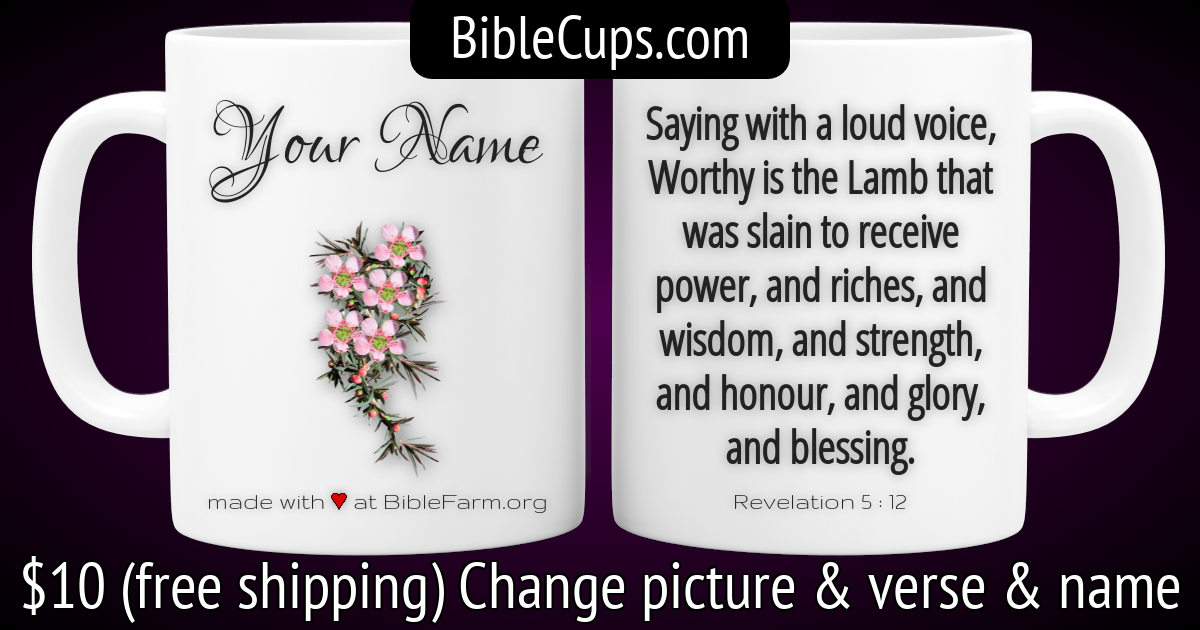 BibleCups.com
Your Name
made with ♥ at BibleFarm.org
Saying with a loud voice,
Worthy is the Lamb that
was slain to receive
power, and riches, and
wisdom, and strength,
and honour, and glory,
and blessing.
Revelation 5 : 12
$10 (free shipping) Change picture & verse & name